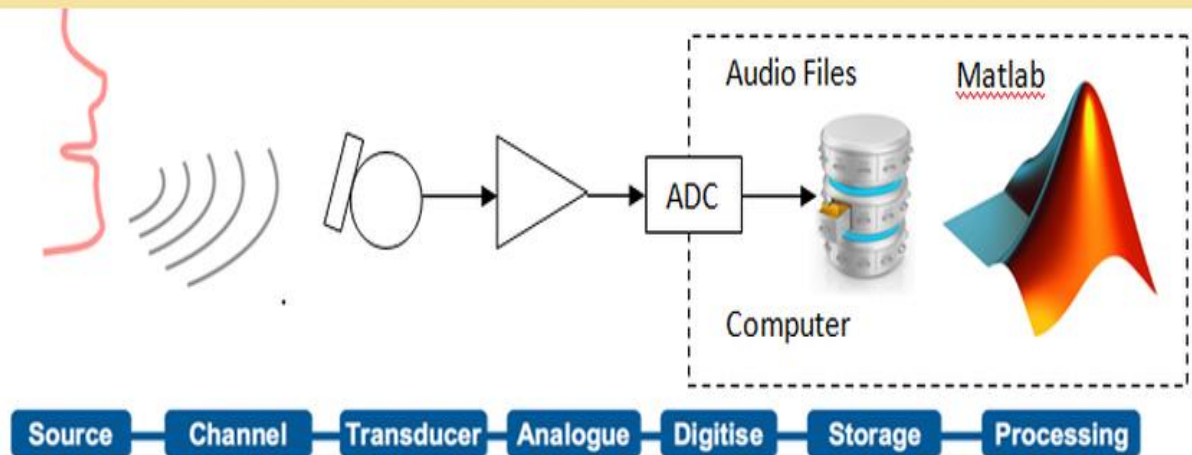 Audio Files
Matlab
ADC
Computer
Source
Channel
Transducer
Analogue
Digitise
Storage
Processing